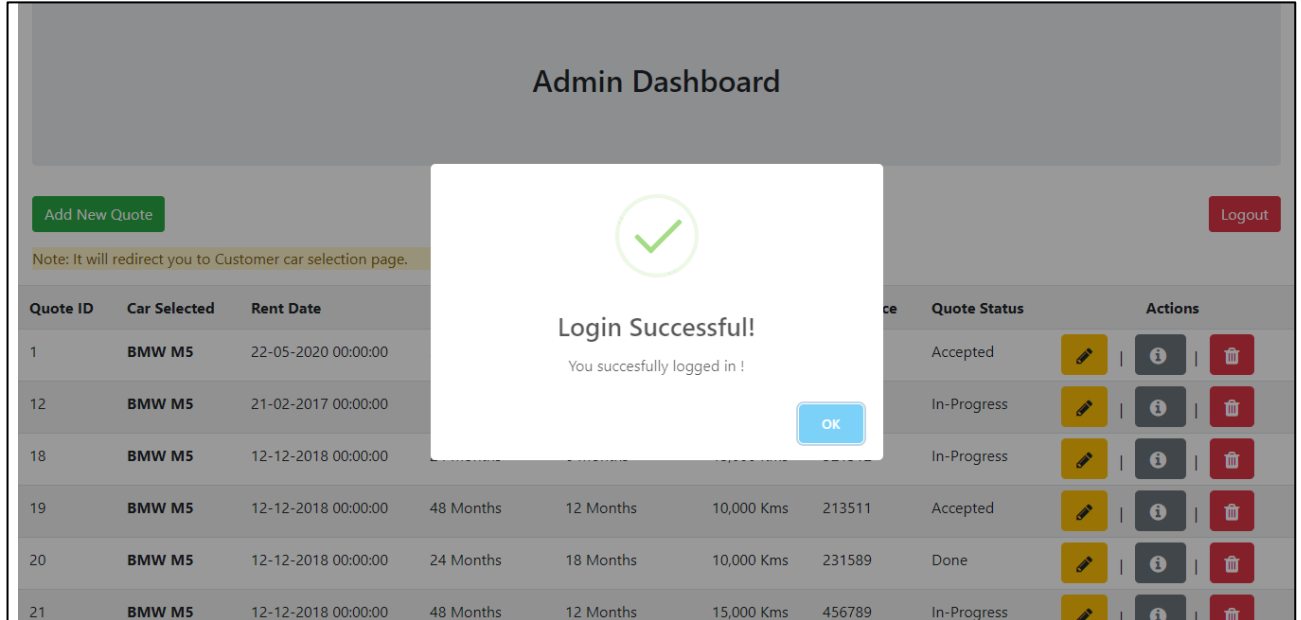 Admin Dashboard
Add New Quote
Logout
Note: It will redirect you to Customer car selection page.
Login Successful!
You succesfully logged in !
OK
Quote ID Car Selected Rent Date Quote Status Actions
1 BMW M5 22-05-2020 00:00:00 Accepted | |
12 BMW M5 21-02-2017 00:00:00 In-Progress | |
18 BMW M5 12-12-2018 00:00:00 In-Progress | |
19 BMW M5 12-12-2018 00:00:00 48 Months 12 Months 10,000 Kms 213511 Accepted | |
20 BMW M5 12-12-2018 00:00:00 24 Months 18 Months 10,000 Kms 231589 Done | |
21 BMW M5 12-12-2018 00:00:00 48 Months 12 Months 15,000 Kms 456789 In-Progress | |